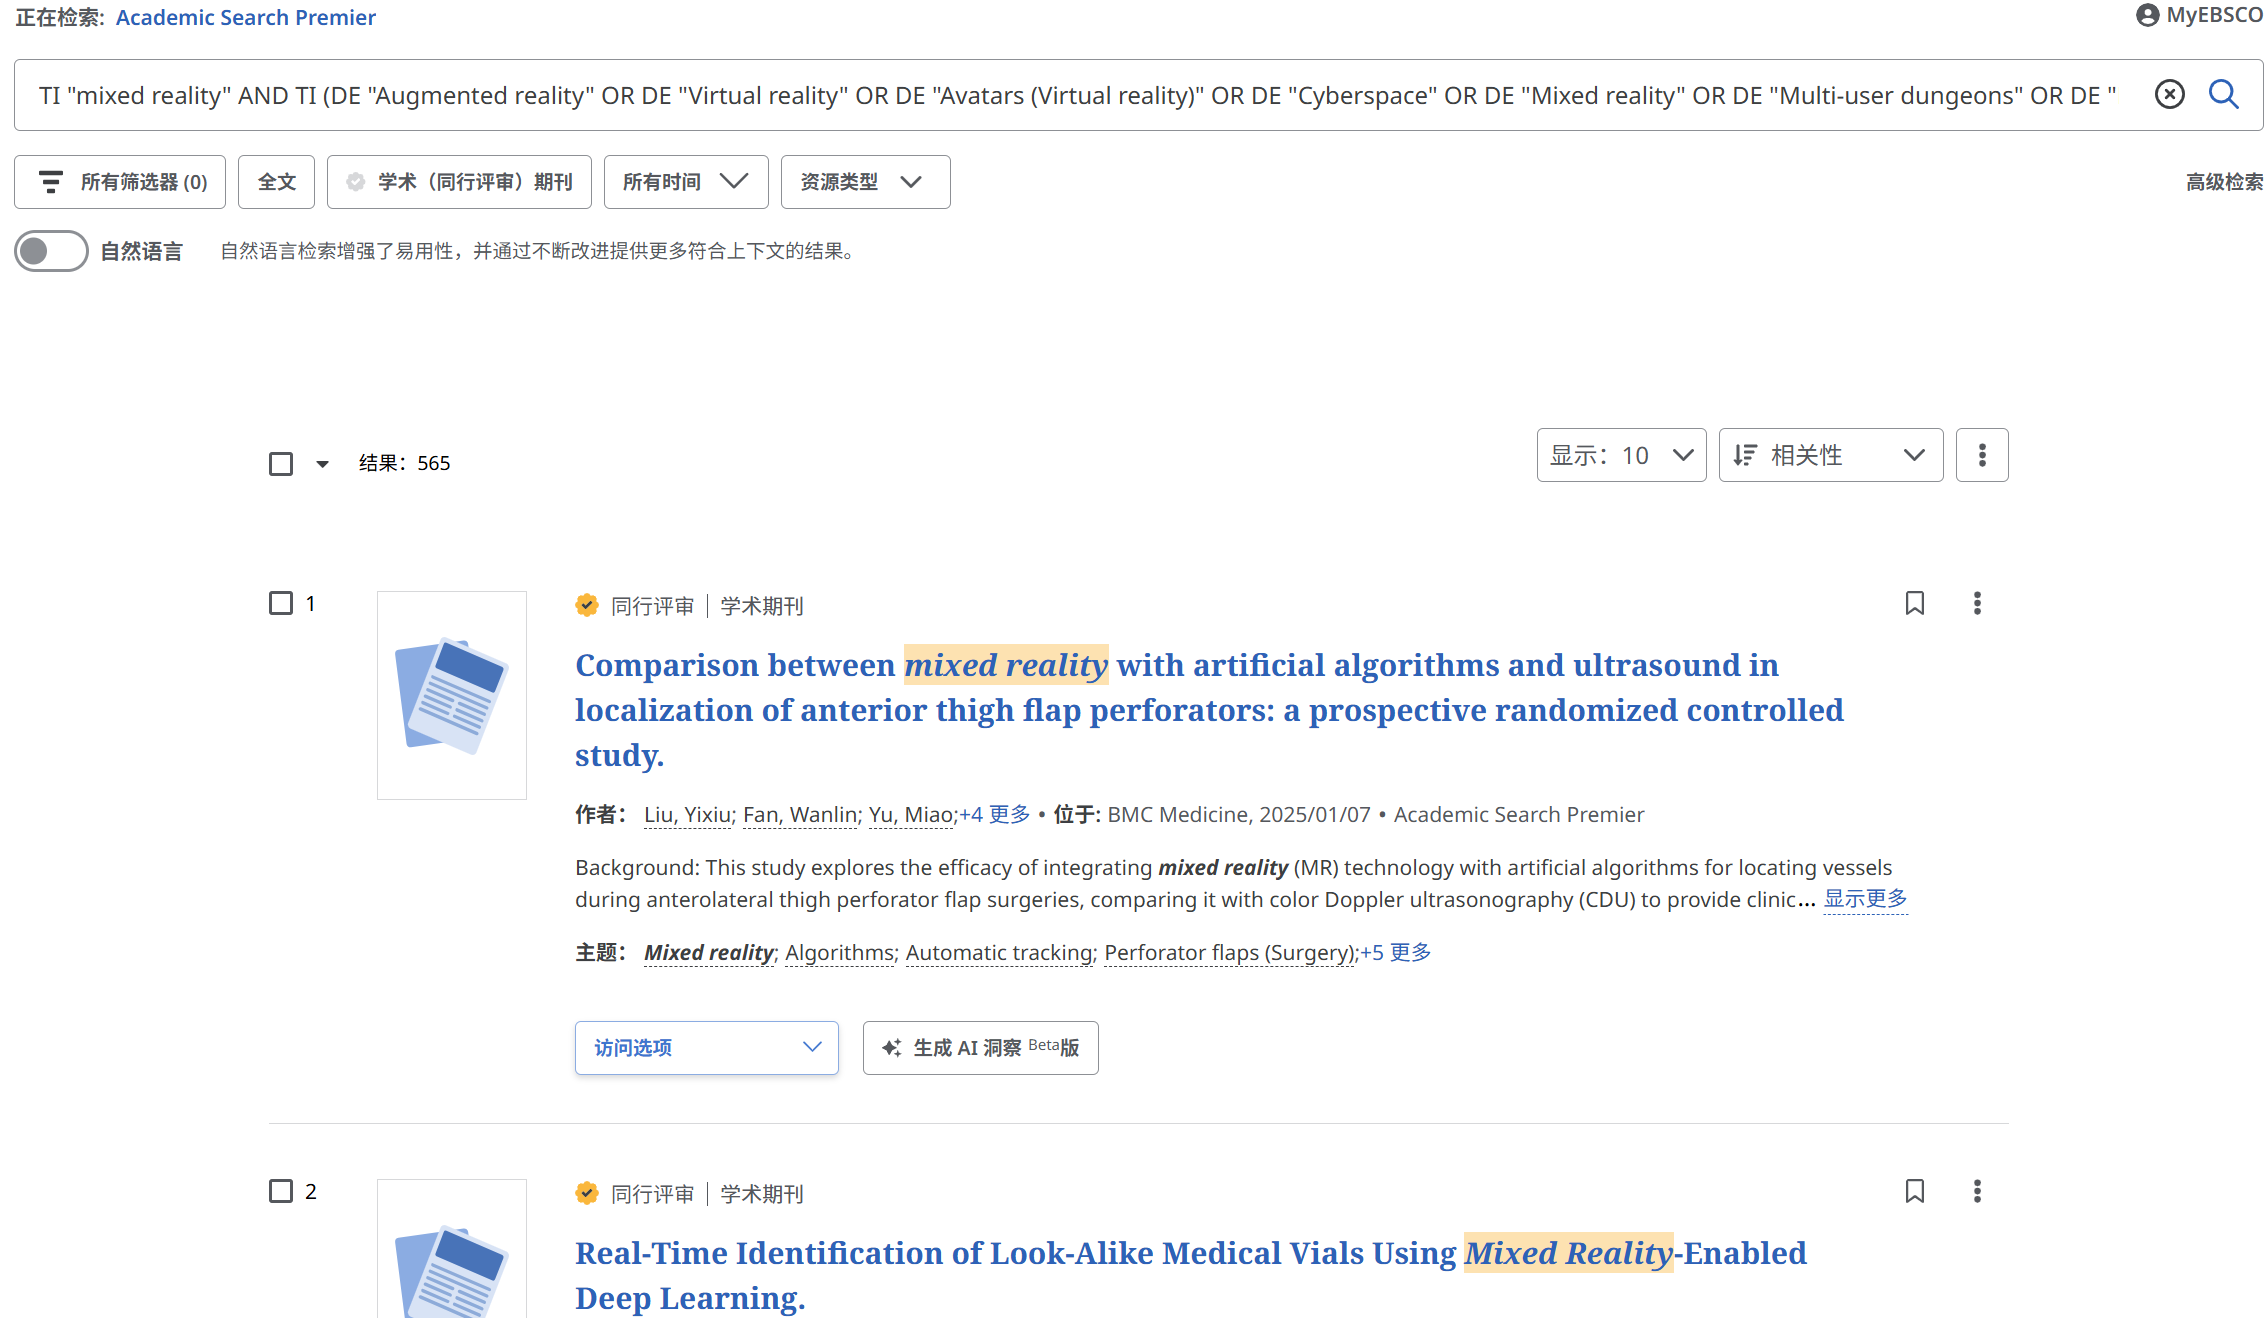 正在检索: Academic Search Premier
MyEBSCO
TI "mixed reality" AND TI (DE "Augmented reality" OR DE "Virtual reality" OR DE "Avatars (Virtual reality)" OR DE "Cyberspace" OR DE "Mixed reality" OR DE "Multi-user dungeons" OR DE "
所有筛选器 (0)
全文
学术（同行评审）期刊
所有时间
资源类型
高级检索
自然语言
自然语言检索增强了易用性，并通过不断改进提供更多符合上下文的结果。
结果：565
显示：10
相关性
1
同行评审 | 学术期刊
Comparison between mixed reality with artificial algorithms and ultrasound in
localization of anterior thigh flap perforators: a prospective randomized controlled
study.
作者： Liu, Yixiu; Fan, Wanlin; Yu, Miao;+4 更多 • 位于: BMC Medicine, 2025/01/07 • Academic Search Premier
Background: This study explores the efficacy of integrating mixed reality (MR) technology with artificial algorithms for locating vessels
during anterolateral thigh perforator flap surgeries, comparing it with color Doppler ultrasonography (CDU) to provide clinic... 显示更多
主题： Mixed reality; Algorithms; Automatic tracking; Perforator flaps (Surgery);+5 更多
访问选项
生成 AI 洞察 Beta版
2
同行评审 | 学术期刊
Real-Time Identification of Look-Alike Medical Vials Using Mixed Reality-Enabled
Deep Learning.